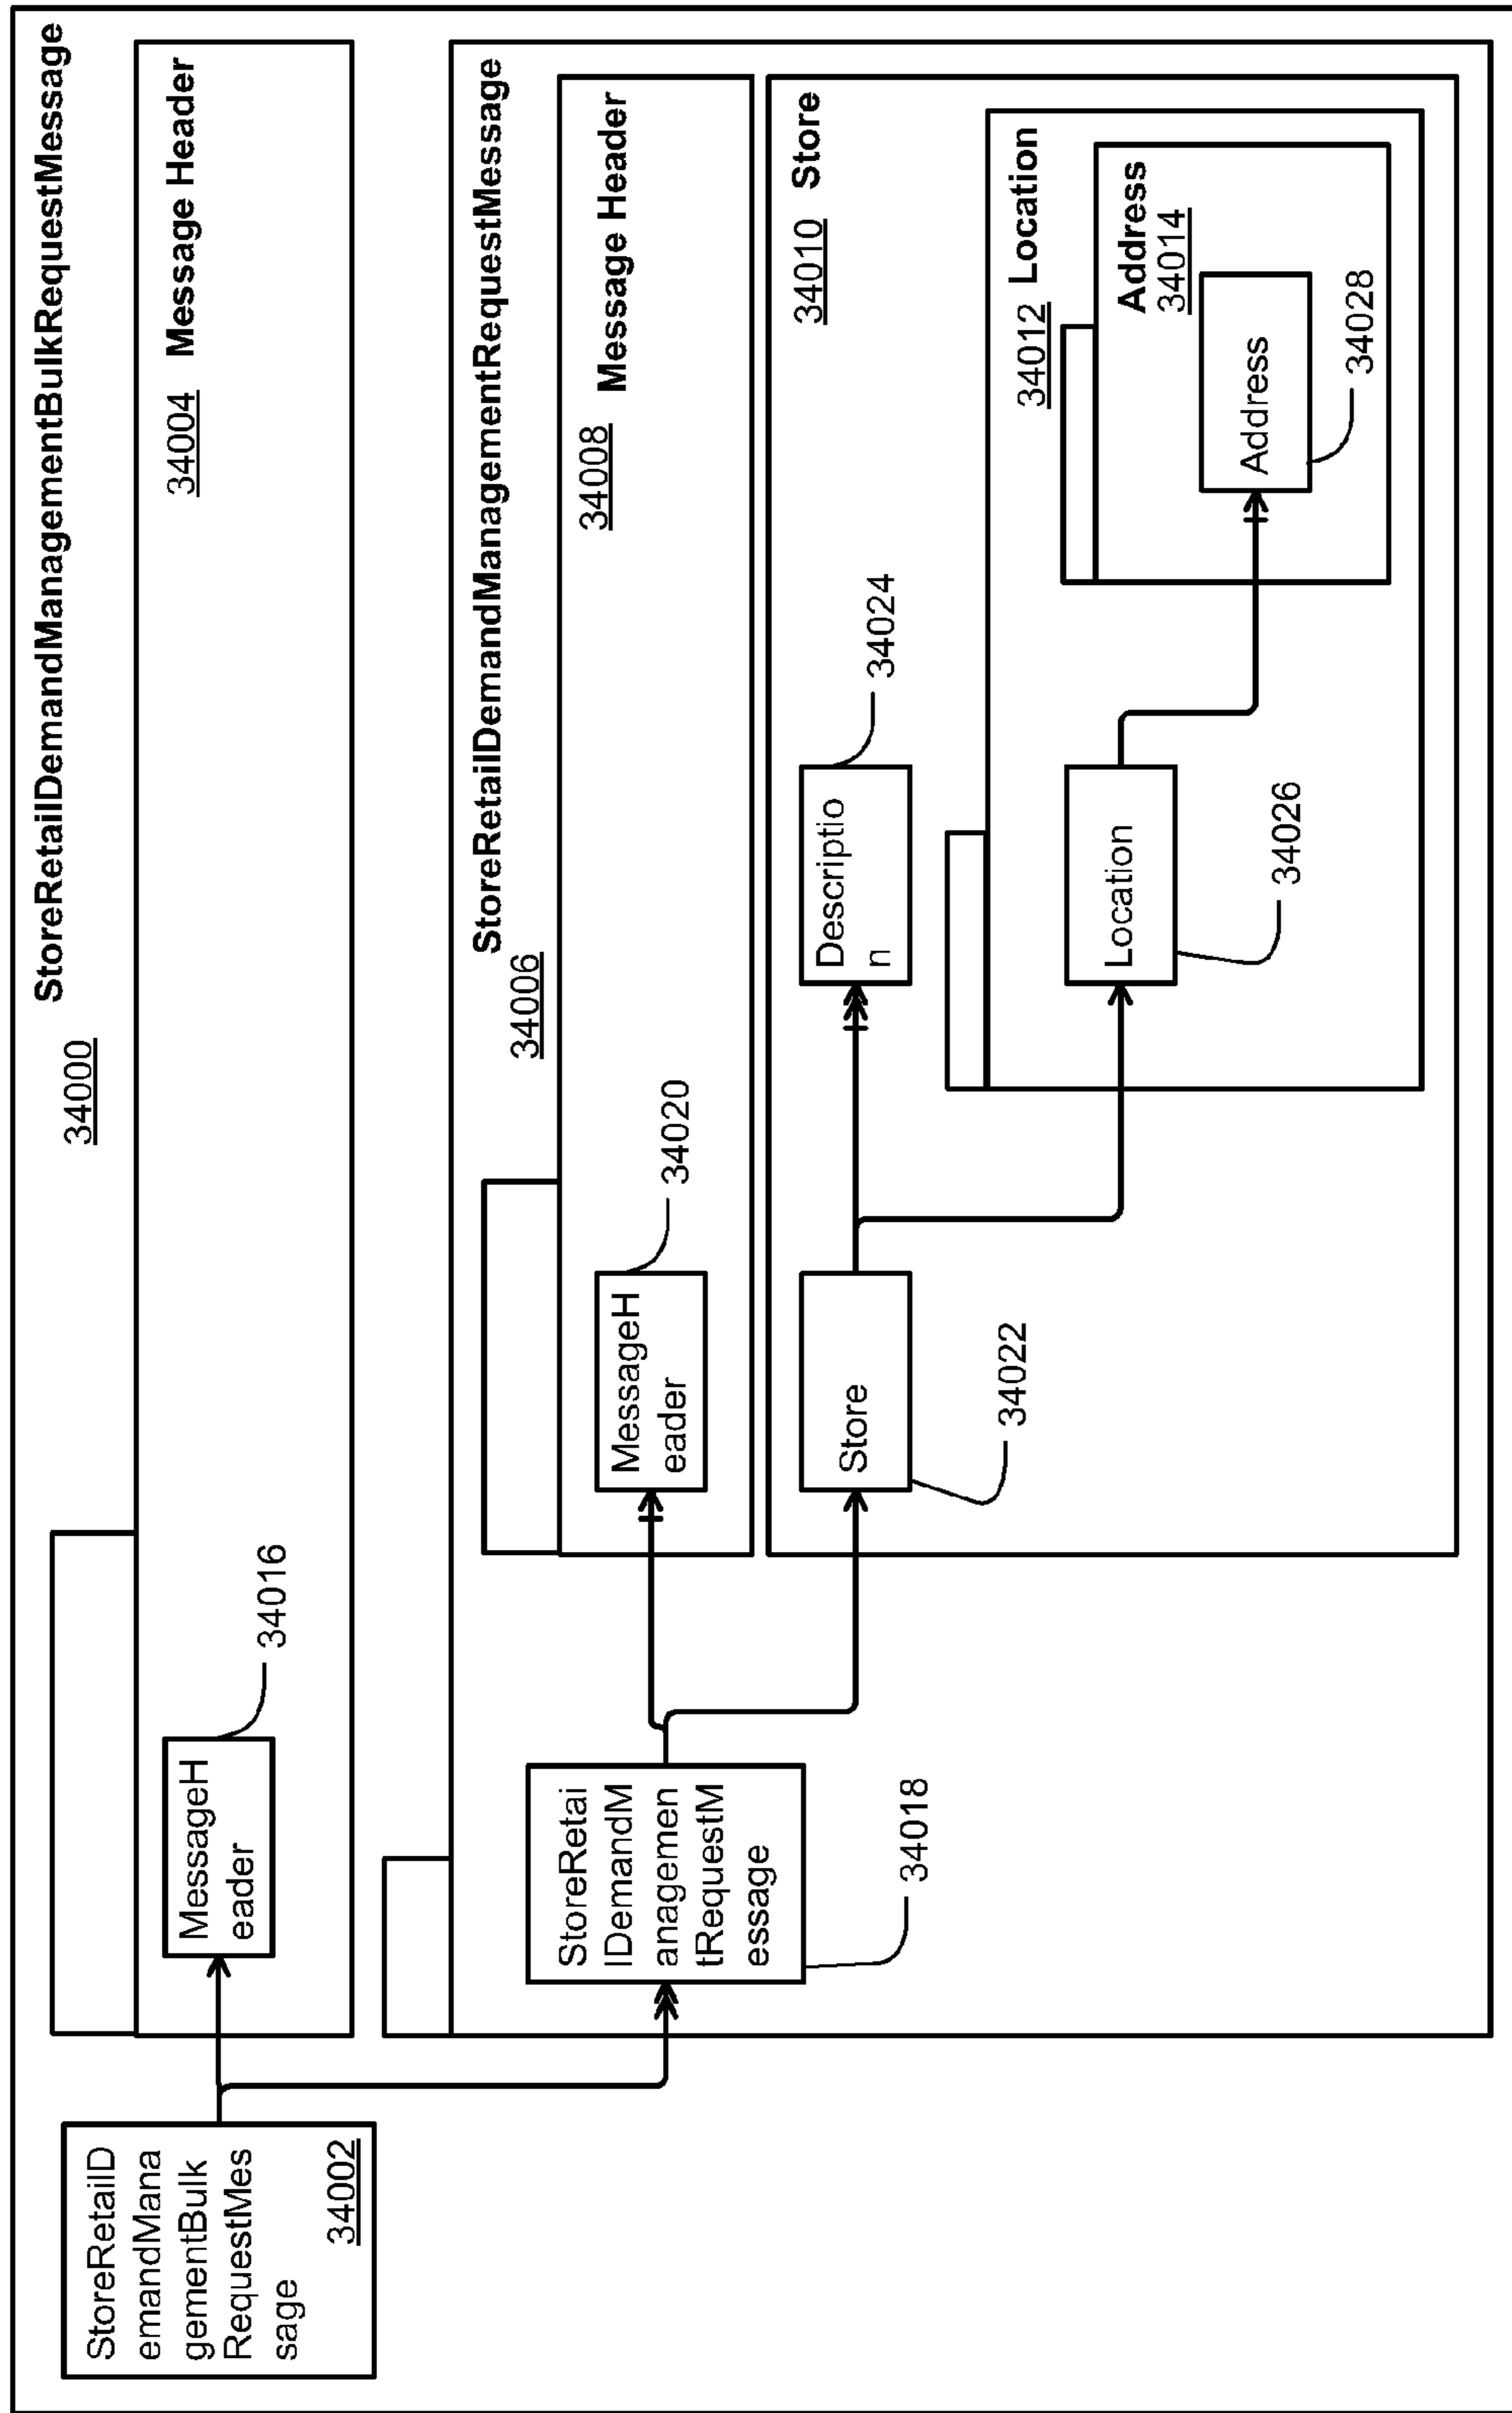 StoreRetailDemandManagementBulkRequestMessage
34000
StoreRetailD
emandMana
gementBulk
RequestMes
sage
34002
34004 Message Header
MessageH
eader
34016
StoreRetailDemandManagementRequestMessage
34006
StoreRetai
lDemandM
anagemen
tRequestM
essage
34018
34008 Message Header
MessageH
eader
34020
34010 Store
Store
34022
Descriptio
n
34024
34012 Location
Location
34026
Address
34014
Address
34028